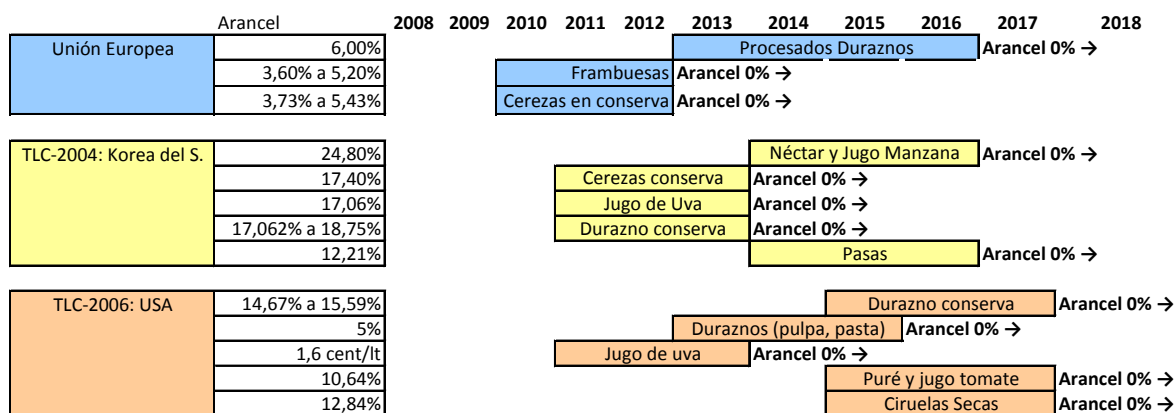 Arancel 2008 2009 2010 2011 2012 2013 2014 2015 2016 2017 2018
Unión Europea 6,00% Procesados Duraznos Arancel 0% →
3,60% a 5,20% Frambuesas Arancel 0% →
3,73% a 5,43% Cerezas en conserva Arancel 0% →
TLC-2004: Korea del S. 24,80% Néctar y Jugo Manzana Arancel 0% →
17,40% Cerezas conserva Arancel 0% →
17,06% Jugo de Uva Arancel 0% →
17,062% a 18,75% Durazno conserva Arancel 0% →
12,21% Pasas Arancel 0% →
TLC-2006: USA 14,67% a 15,59% Durazno conserva Arancel 0% →
5% Duraznos (pulpa, pasta) Arancel 0% →
1,6 cent/lt Jugo de uva Arancel 0% →
10,64% Puré y jugo tomate Arancel 0% →
12,84% Ciruelas Secas Arancel 0% →